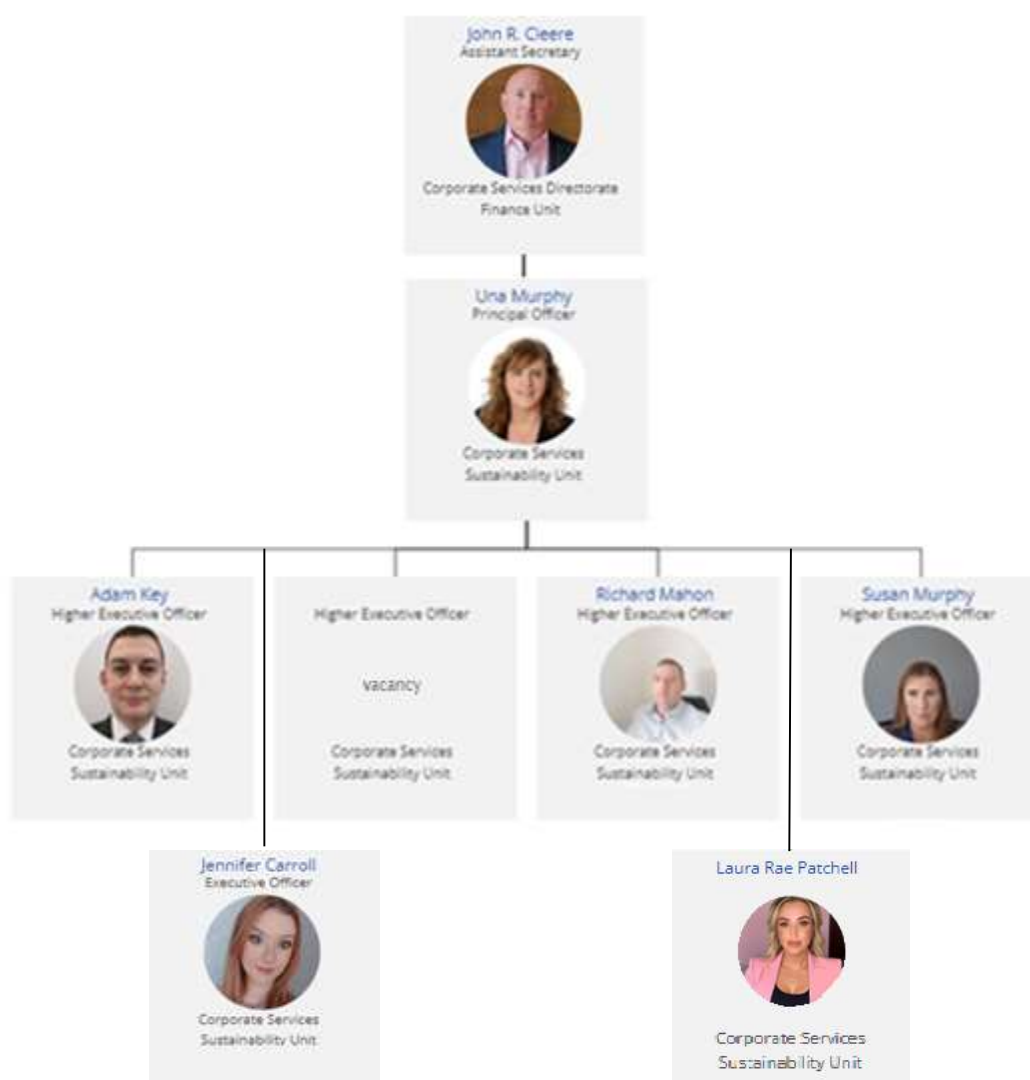 John R. Cleere
Assistant Secretary
Corporate Services Directorate
Finance Unit
Una Murphy
Principal Officer
Corporate Services
Sustainability Unit
Adam Key
Higher Executive Officer
Corporate Services
Sustainability Unit
Higher Executive Officer
vacancy
Corporate Services
Sustainability Unit
Richard Mahon
Higher Executive Officer
Corporate Services
Sustainability Unit
Susan Murphy
Higher Executive Officer
Corporate Services
Sustainability Unit
Jennifer Carroll
Executive Officer
Corporate Services
Sustainability Unit
Laura Rae Patchell
Corporate Services
Sustainability Unit